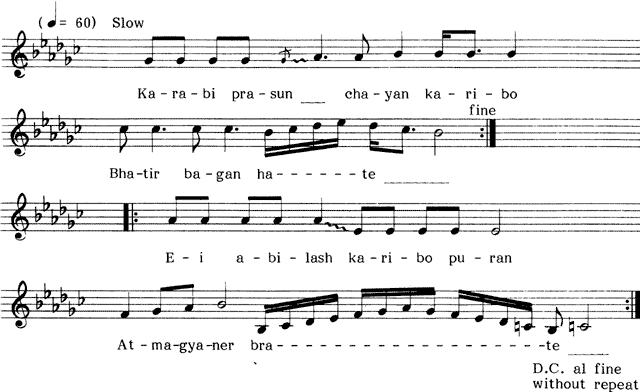 (♩= 60) Slow
Ka-ra-bi pra-sun ___ cha-yan ka-ri-bo
fine
Bha-tir ba-gan ha------te ______
E-i a-bi-lash ka-ri-bo pu-ran
At-ma-gya-ner bra--------------------te ____
D.C. al fine
without repeat